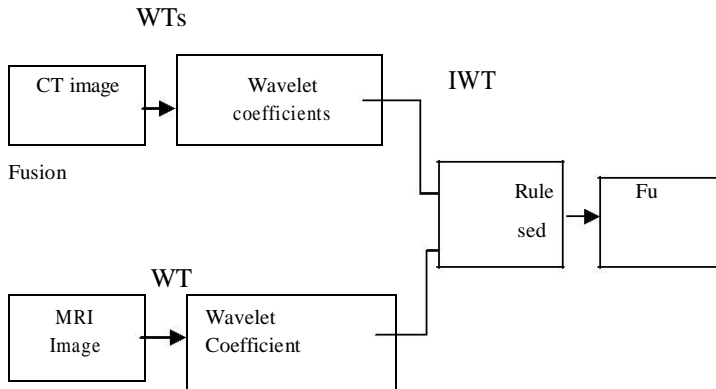 WTs
CT image
Wavelet
coefficients
IWT
Fusion
Rule
sed
Fu
WT
MRI
Image
Wavelet
Coefficient